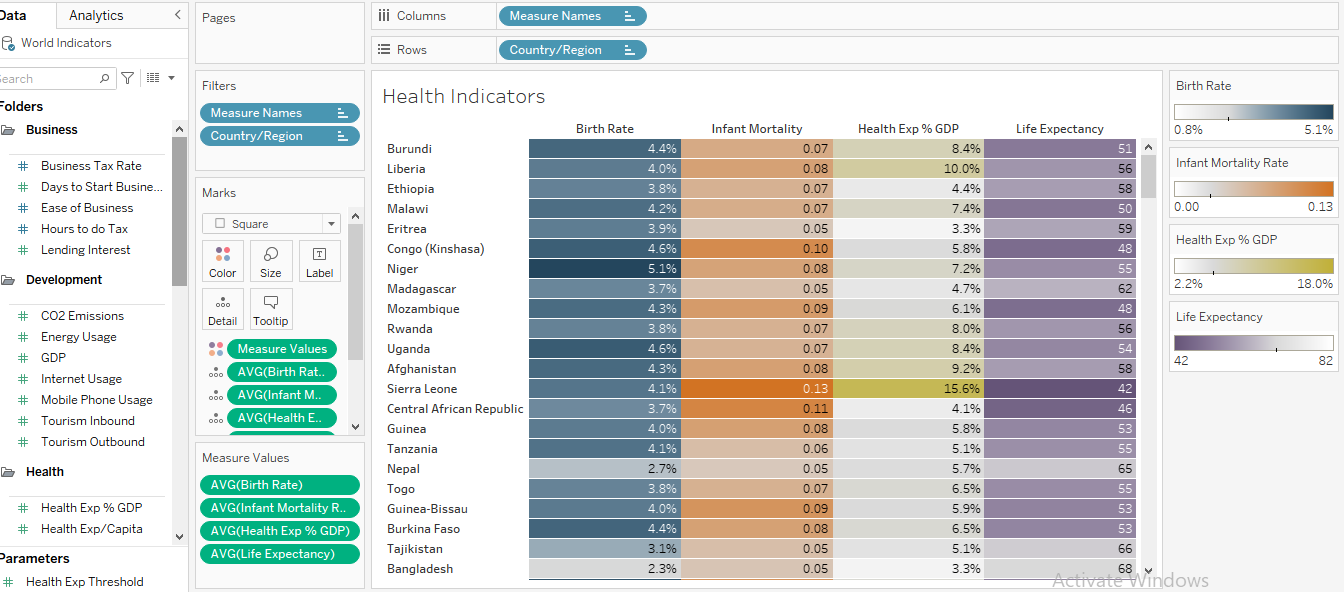 Data Analytics
World Indicators
Search
Folders
Business
Business Tax Rate
Days to Start Busine...
Ease of Business
Hours to do Tax
Lending Interest
Development
CO2 Emissions
Energy Usage
GDP
Internet Usage
Mobile Phone Usage
Tourism Inbound
Tourism Outbound
Health
Health Exp % GDP
Health Exp/Capita
Parameters
Health Exp Threshold
Pages
Filters
Measure Names
Country/Region
Marks
Square
Color Size Label
Detail Tooltip
Measure Values
AVG(Birth Rat..
AVG(Infant M..
AVG(Health E..
Measure Values
AVG(Birth Rate)
AVG(Infant Mortality R..
AVG(Health Exp % GDP)
AVG(Life Expectancy)
Columns Measure Names
Rows Country/Region
Health Indicators
Birth Rate Infant Mortality Health Exp % GDP Life Expectancy
Burundi 4.4% 0.07 8.4% 51
Liberia 4.0% 0.08 10.0% 56
Ethiopia 3.8% 0.07 4.4% 58
Malawi 4.2% 0.07 7.4% 50
Eritrea 3.9% 0.05 3.3% 59
Congo (Kinshasa) 4.6% 0.10 5.8% 48
Niger 5.1% 0.08 7.2% 55
Madagascar 3.7% 0.05 4.7% 62
Mozambique 4.3% 0.09 6.1% 48
Rwanda 3.8% 0.07 8.0% 56
Uganda 4.6% 0.07 8.4% 54
Afghanistan 4.3% 0.08 9.2% 58
Sierra Leone 4.1% 0.13 15.6% 42
Central African Republic 3.7% 0.11 4.1% 46
Guinea 4.0% 0.08 5.8% 53
Tanzania 4.1% 0.06 5.1% 55
Nepal 2.7% 0.05 5.7% 65
Togo 3.8% 0.07 6.5% 55
Guinea-Bissau 4.0% 0.09 5.9% 53
Burkina Faso 4.4% 0.08 6.5% 53
Tajikistan 3.1% 0.05 5.1% 66
Bangladesh 2.3% 0.05 3.3% 68
Birth Rate
0.8% 5.1%
Infant Mortality Rate
0.00 0.13
Health Exp % GDP
2.2% 18.0%
Life Expectancy
42 82
Activate Windows